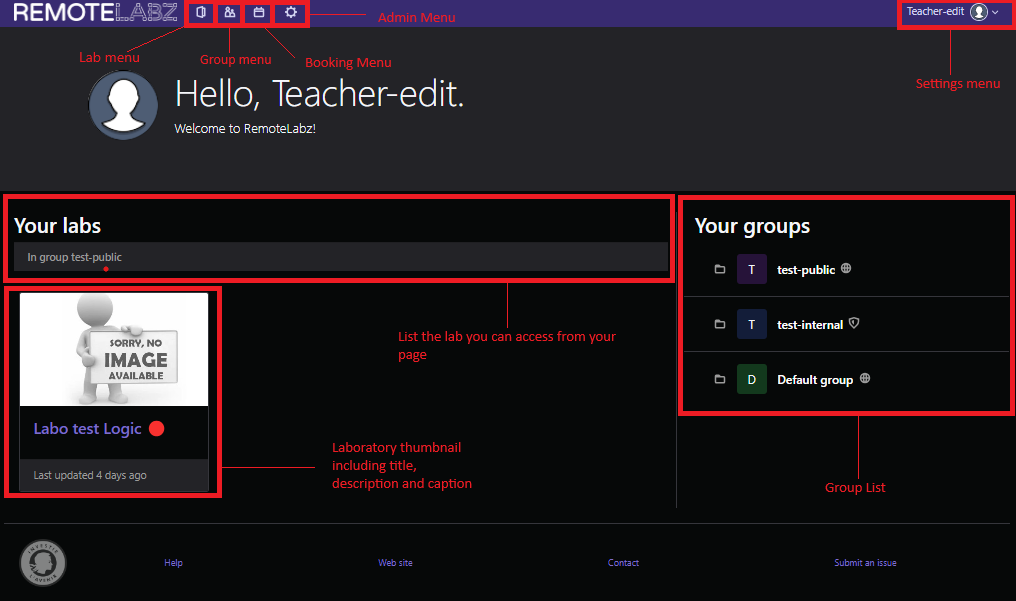 REMOTELABZ
Teacher-edit
Admin Menu
Lab menu
Group menu
Booking Menu
Settings menu
Hello, Teacher-edit.
Welcome to RemoteLabz!
Your labs
In group test-public
Your groups
T test-public
T test-internal
D Default group
SORRY, NO
IMAGE
AVAILABLE
List the lab you can access from your
page
Labo test Logic
Last updated 4 days ago
Laboratory thumbnail
including title,
description and caption
Group List
INVESTIR
L'AVENIR
Help
Web site
Contact
Submit an issue